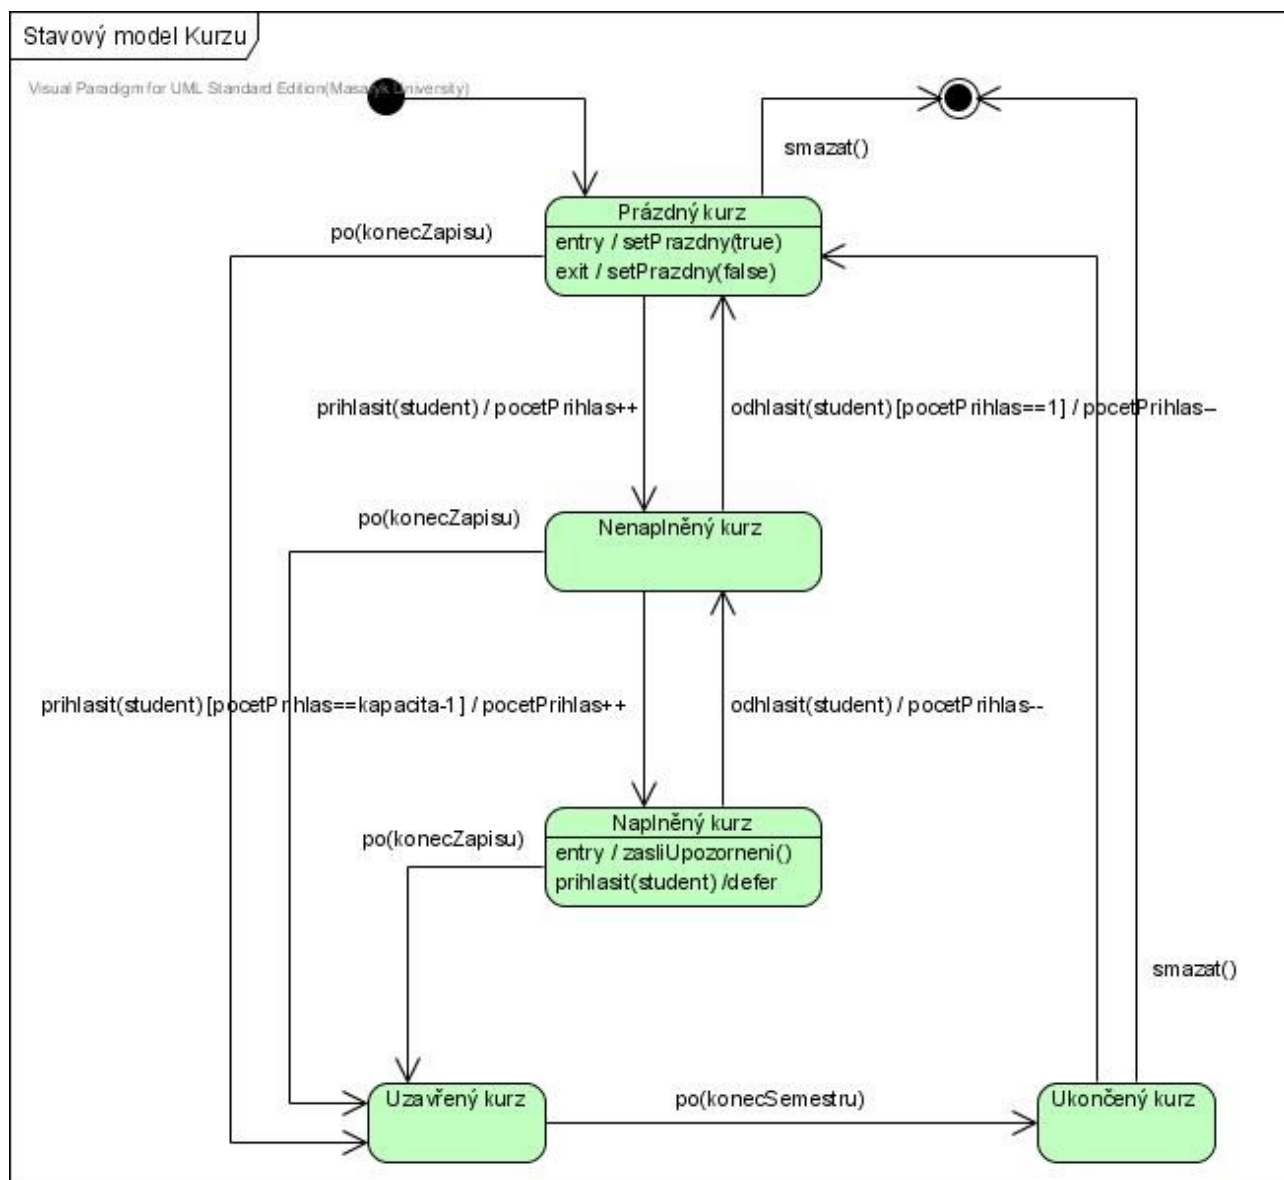 Stavový model Kurzu
Visual Paradigm for UML Standard Edition(Masaryk University)
smazat()
Prázdný kurz
entry / setPrazdny(true)
exit / setPrazdny(false)
po(konecZapisu)
prihlasit(student) / pocetPrihlas++
odhlasit(student) [pocetPrihlas==1] / pocetPrihlas--
po(konecZapisu)
Nenaplněný kurz
prihlasit(student) [pocetPrihlas==kapacita-1] / pocetPrihlas++
odhlasit(student) / pocetPrihlas--
po(konecZapisu)
Naplněný kurz
entry / zasliUpozorneni()
prihlasit(student) /defer
smazat()
Uzavřený kurz
po(konecSemestru)
Ukončený kurz